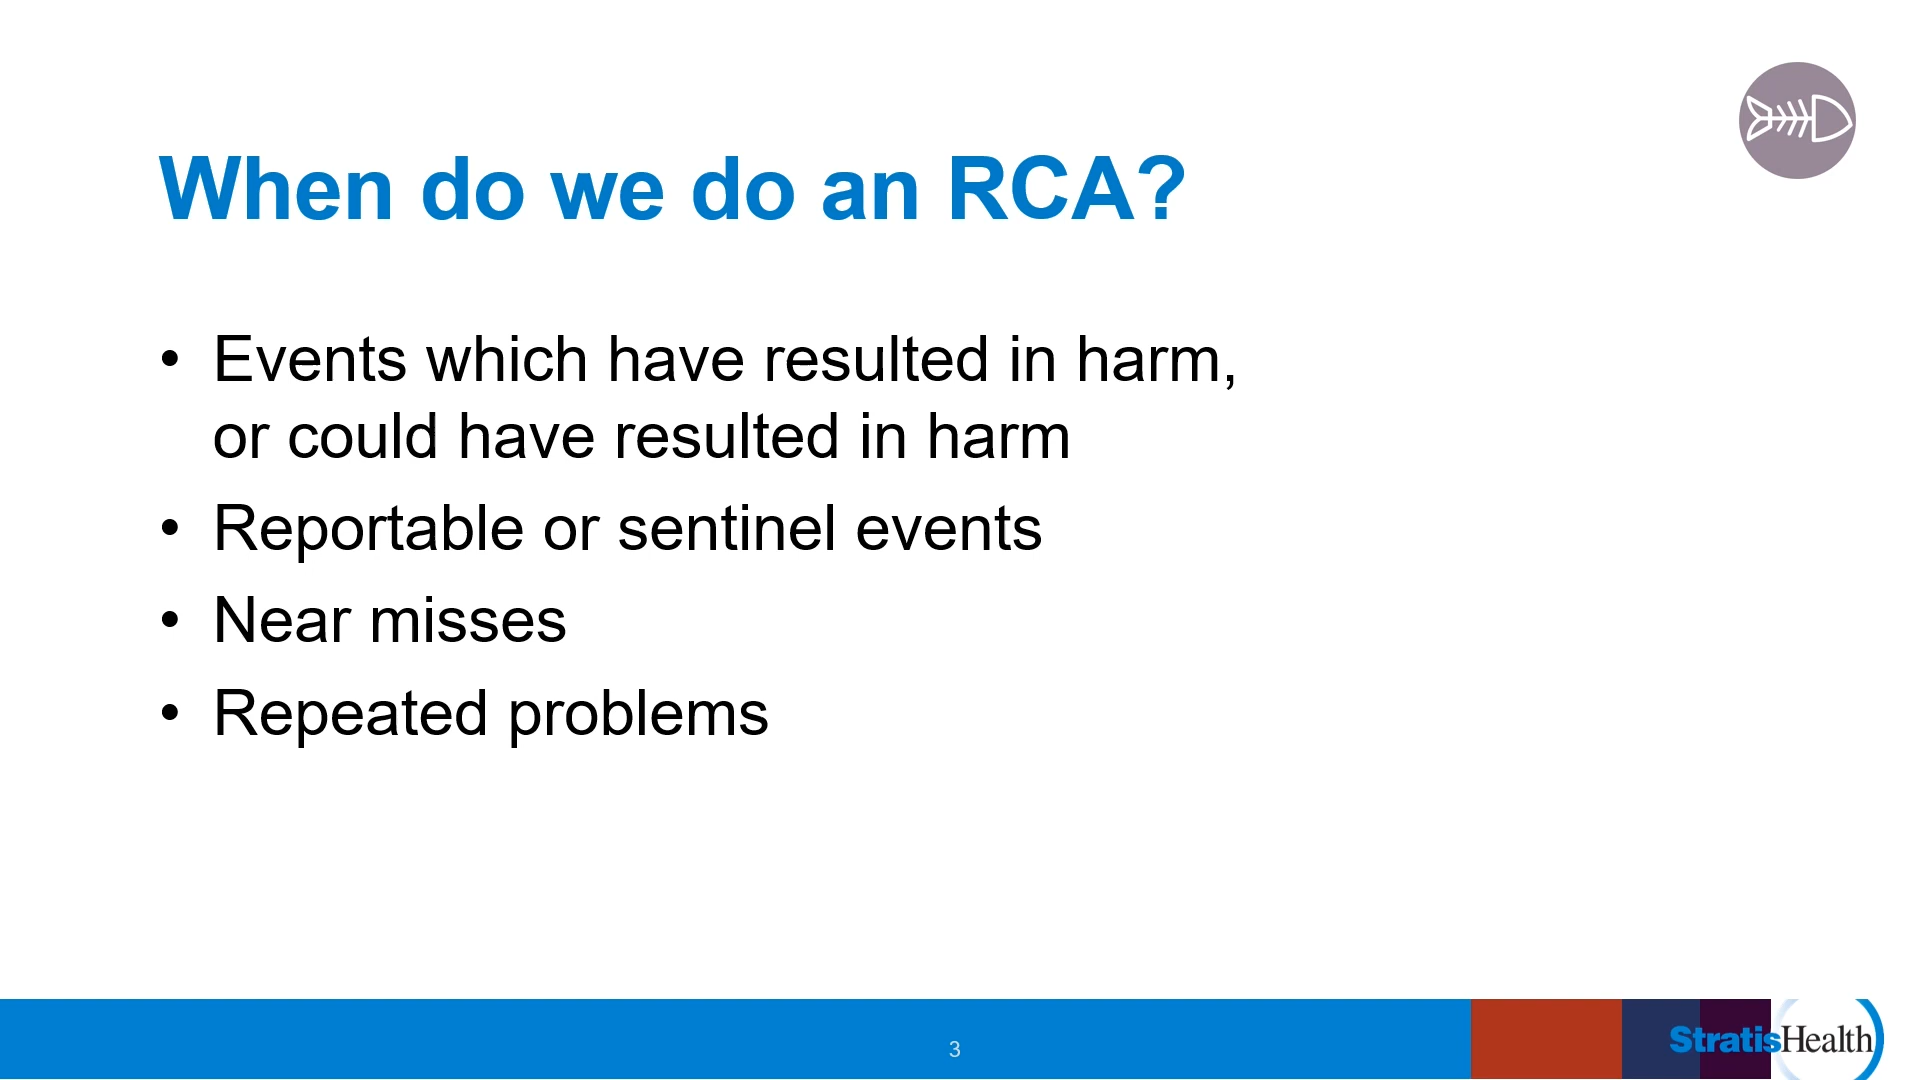 When do we do an RCA?
• Events which have resulted in harm,
or could have resulted in harm
• Reportable or sentinel events
• Near misses
• Repeated problems
3
StratisHealth